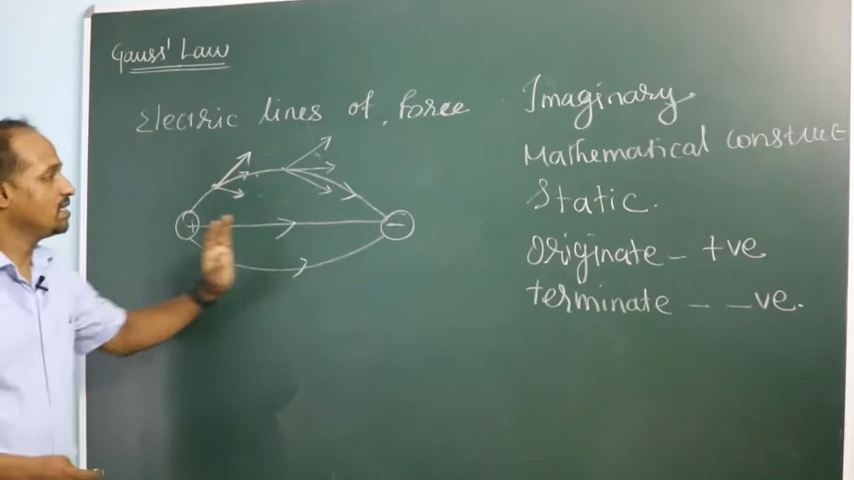 Gauss' Law
Electric lines of force
+
−
Imaginary.
Mathematical construct
Static.
Originate - +ve
terminate - -ve.